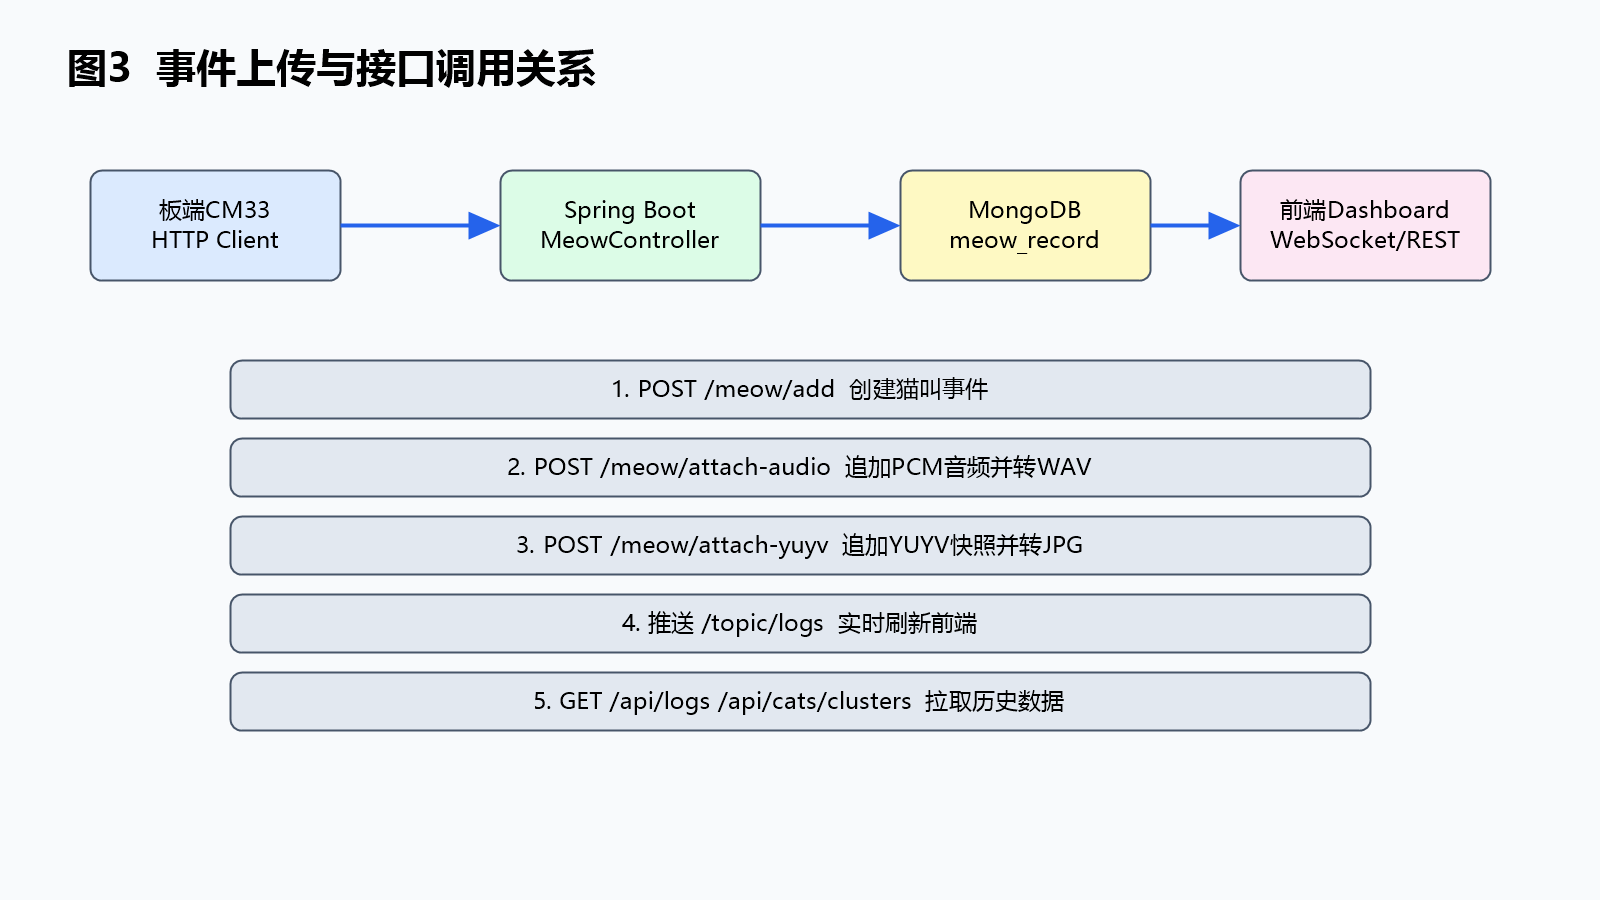 图3 事件上传与接口调用关系
板端CM33
HTTP Client
Spring Boot
MeowController
MongoDB
meow_record
前端Dashboard
WebSocket/REST
1. POST /meow/add 创建猫叫事件
2. POST /meow/attach-audio 追加PCM音频并转WAV
3. POST /meow/attach-yuyv 追加YUYV快照并转JPG
4. 推送 /topic/logs 实时刷新前端
5. GET /api/logs /api/cats/clusters 拉取历史数据